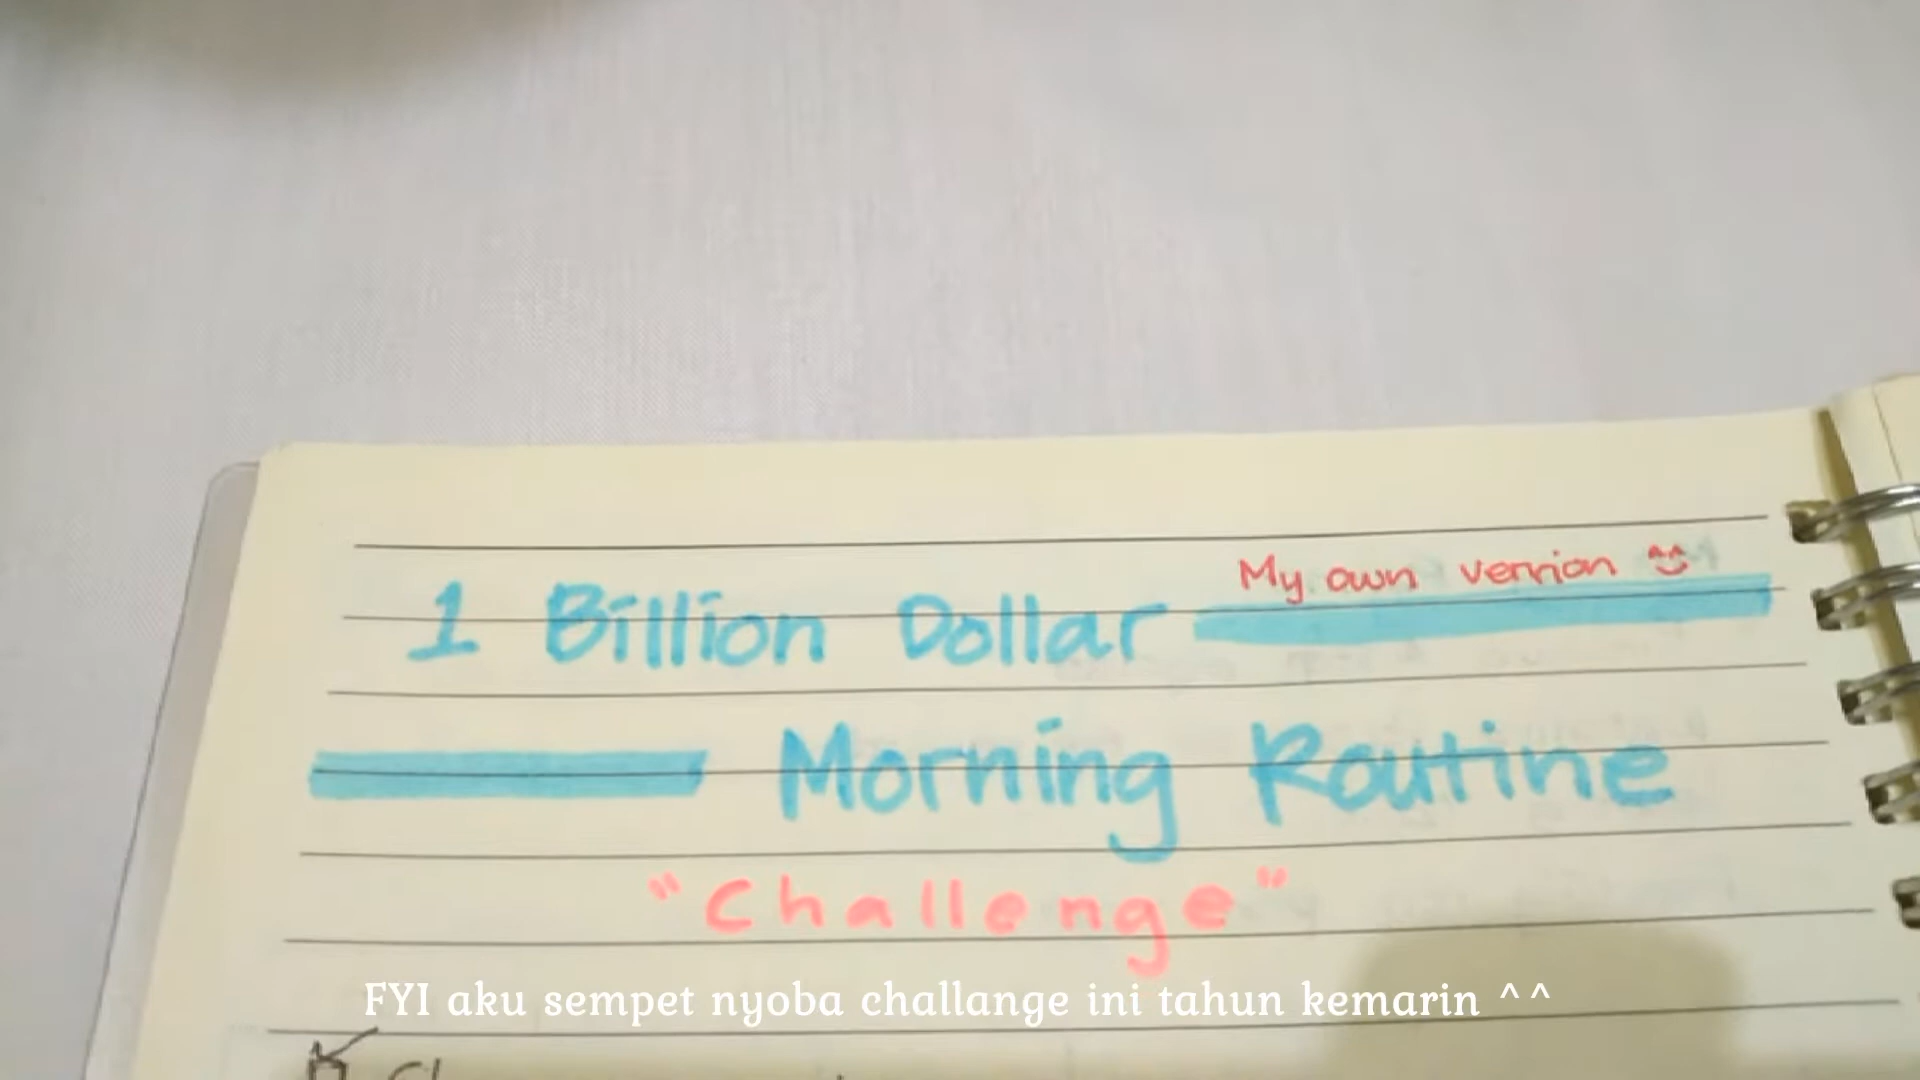 My own version
1 Billion Dollar
Morning Routine
"Challenge"
FYI aku sempet nyoba challange ini tahun kemarin ^^